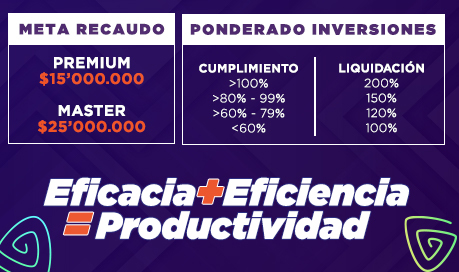 META RECAUDO
PREMIUM
$15’000.000
MASTER
$25’000.000
PONDERADO INVERSIONES
CUMPLIMIENTO LIQUIDACIÓN
>100% 200%
>80% - 99% 150%
>60% - 79% 120%
<60% 100%
Eficacia+Eficiencia
=Productividad